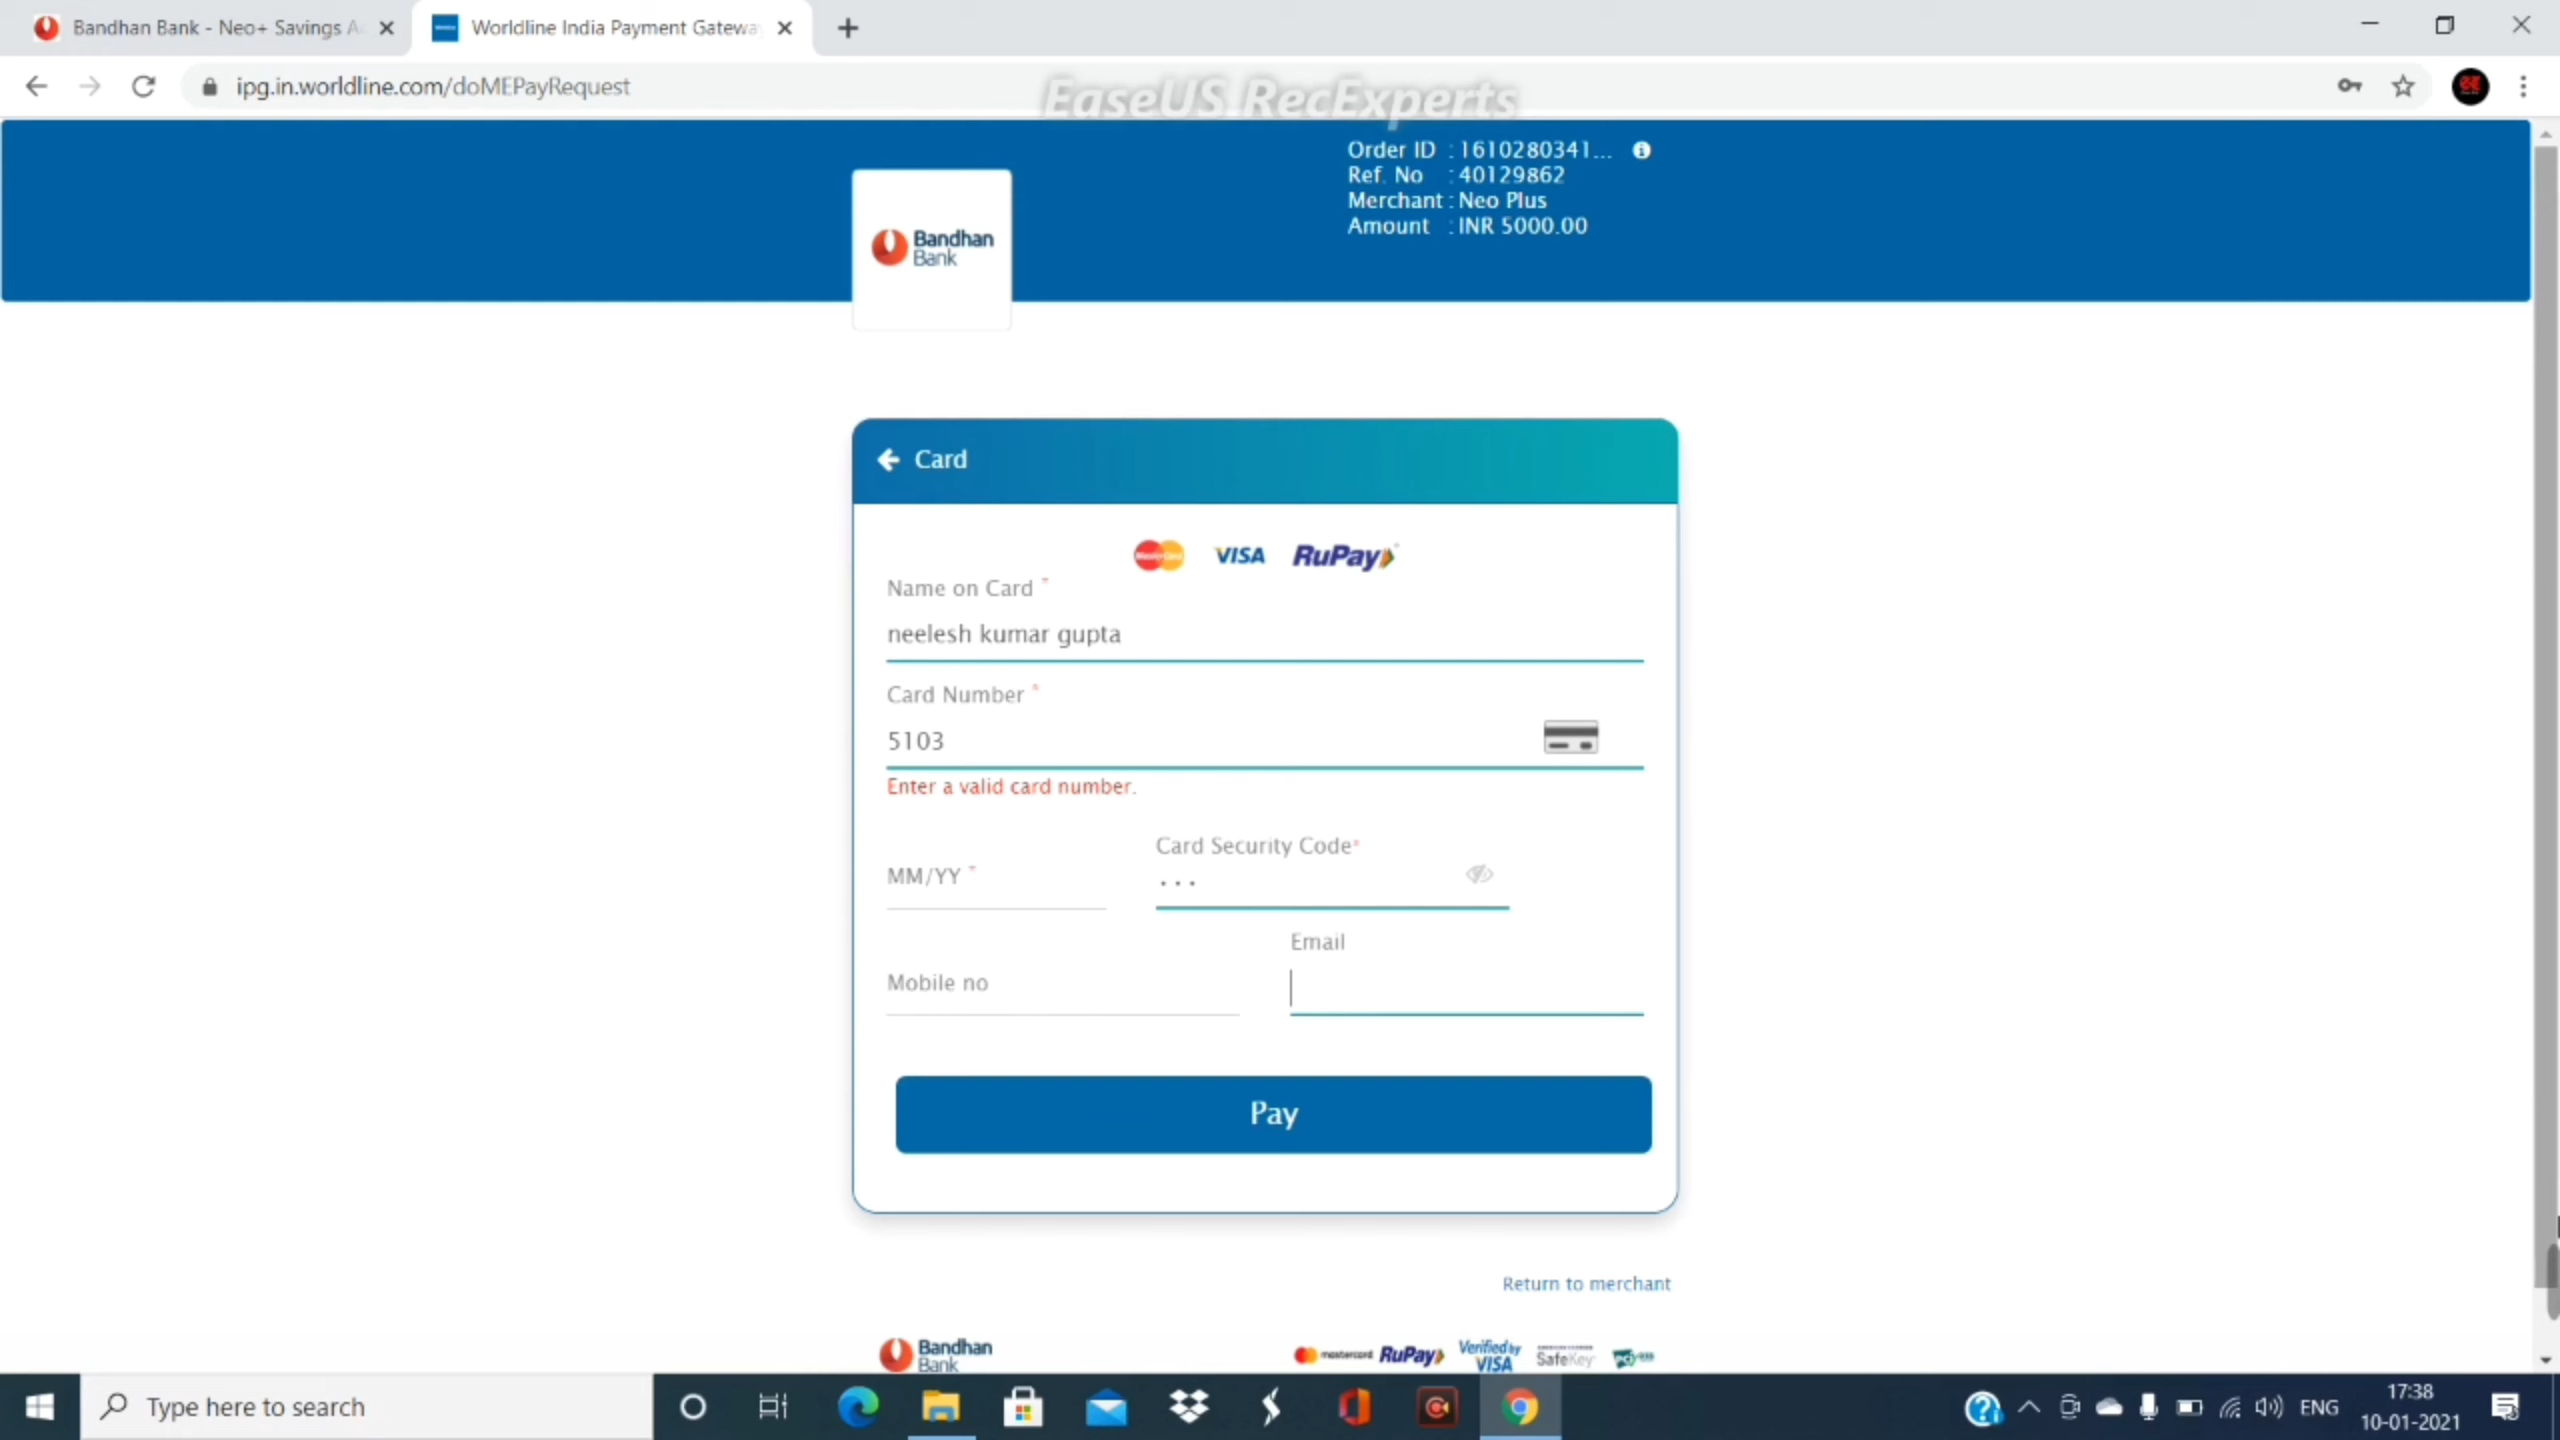 Bandhan Bank - Neo+ Savings A
Worldline India Payment Gatewa
ipg.in.worldline.com/doMEPayRequest
EaseUS RecExperts
Order ID : 1610280341...
Ref. No : 40129862
Merchant : Neo Plus
Amount : INR 5000.00
Bandhan
Bank
Card
MasterCard VISA RuPay
Name on Card *
neelesh kumar gupta
Card Number *
5103
Enter a valid card number.
Card Security Code*
MM/YY *
...
Email
Mobile no
Pay
Return to merchant
Bandhan
Bank
mastercard RuPay Verified by
VISA SafeKey
Type here to search
ENG
17:38
10-01-2021